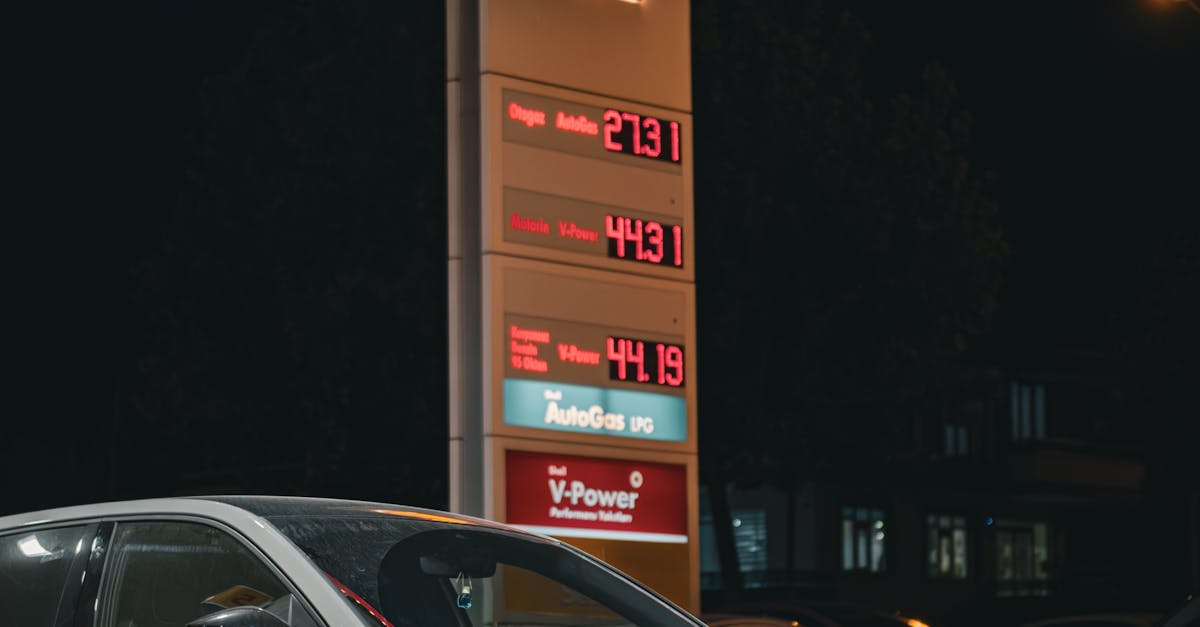 Otogaz AutoGas 27.31
Motorin V-Power 44.31
Kurşunsuz
Benzin V-Power 44.19
95 Oktan
Shell
AutoGas LPG
Shell
V-Power
Performans Yakıtları